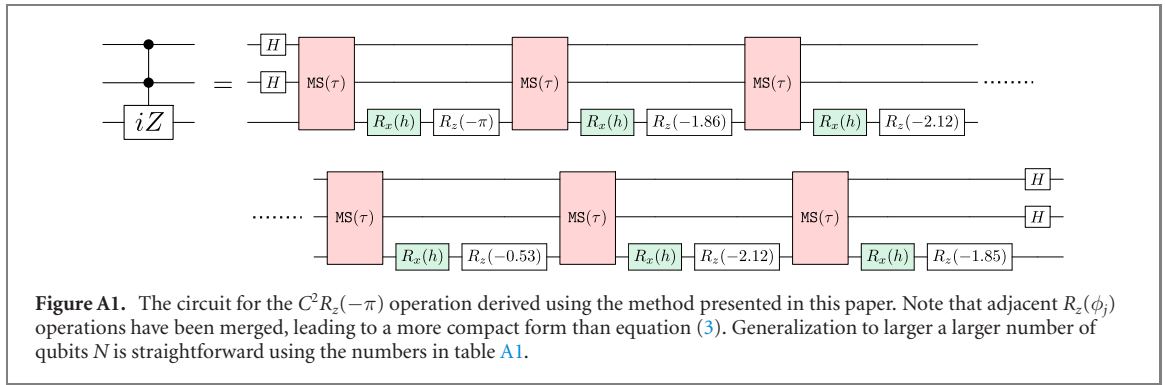 H MS(τ) MS(τ) MS(τ)
H
=
iZ R_x(h) R_z(−π) R_x(h) R_z(−1.86) R_x(h) R_z(−2.12)
MS(τ) MS(τ) MS(τ) H
H
R_x(h) R_z(−0.53) R_x(h) R_z(−2.12) R_x(h) R_z(−1.85)
Figure A1. The circuit for the C²R_z(−π) operation derived using the method presented in this paper. Note that adjacent R_z(ϕ_j)
operations have been merged, leading to a more compact form than equation (3). Generalization to larger a larger number of
qubits N is straightforward using the numbers in table A1.